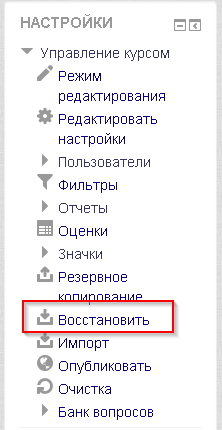 НАСТРОЙКИ
Управление курсом
Режим
редактирования
Редактировать
настройки
Пользователи
Фильтры
Отчеты
Оценки
Значки
Резервное
копирование
Восстановить
Импорт
Опубликовать
Очистка
Банк вопросов